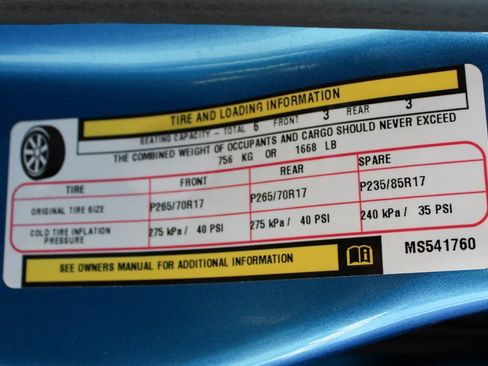 TIRE AND LOADING INFORMATION
SEATING CAPACITY - TOTAL 6 FRONT 3 REAR 3
THE COMBINED WEIGHT OF OCCUPANTS AND CARGO SHOULD NEVER EXCEED
756 KG OR 1668 LB
TIRE FRONT REAR SPARE
ORIGINAL TIRE SIZE P265/70R17 P265/70R17 P235/85R17
COLD TIRE INFLATION PRESSURE 275 kPa / 40 PSI 275 kPa / 40 PSI 240 kPa / 35 PSI
SEE OWNERS MANUAL FOR ADDITIONAL INFORMATION
MS541760